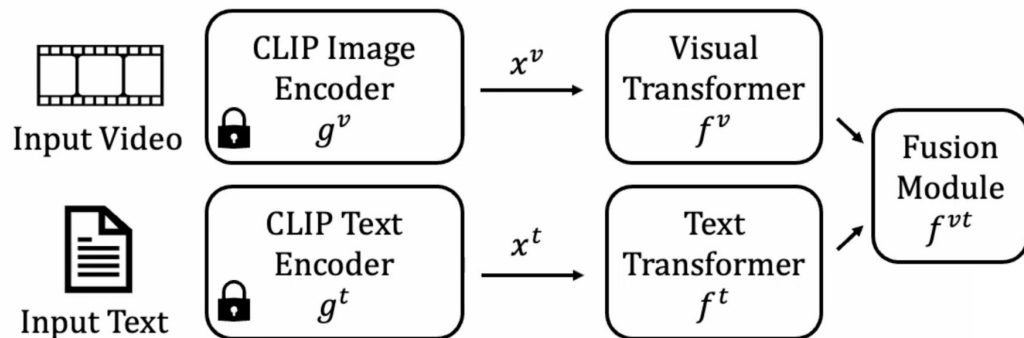 Input Video
CLIP Image
Encoder
g^v
x^v
Visual
Transformer
f^v
Input Text
CLIP Text
Encoder
g^t
x^t
Text
Transformer
f^t
Fusion
Module
f^{vt}